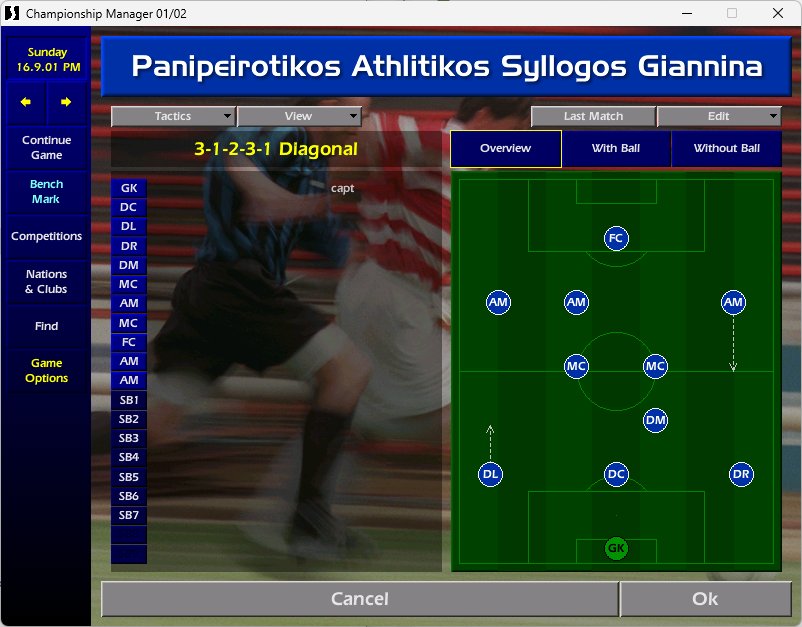 Championship Manager 01/02
Sunday
16.9.01 PM
Continue
Game
Bench
Mark
Competitions
Nations
& Clubs
Find
Game
Options
Panipeirotikos Athlitikos Syllogos Giannina
Tactics
View
Last Match
Edit
3-1-2-3-1 Diagonal
Overview
With Ball
Without Ball
GK
capt
DC
DL
DR
DM
MC
AM
MC
FC
AM
AM
SB1
SB2
SB3
SB4
SB5
SB6
SB7
FC
AM
AM
AM
MC
MC
DM
DL
DC
DR
GK
Cancel
Ok